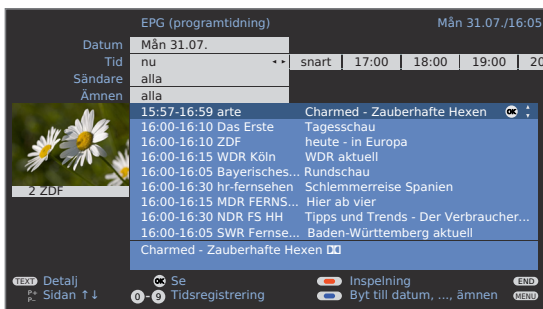 EPG (programtidning) Mån 31.07./16:05
Datum Mån 31.07.
Tid nu snart 17:00 18:00 19:00 20
Sändare alla
Ämnen alla
15:57-16:59 arte Charmed - Zauberhafte Hexen OK
16:00-16:10 Das Erste Tagesschau
16:00-16:10 ZDF heute - in Europa
16:00-16:15 WDR Köln WDR aktuell
16:00-16:05 Bayerisches... Rundschau
16:00-16:30 hr-fernsehen Schlemmerreise Spanien
16:00-16:15 MDR FERNS... Hier ab vier
16:00-16:30 NDR FS HH Tipps und Trends - Der Verbraucher...
16:00-16:05 SWR Fernse... Baden-Württemberg aktuell
2 ZDF
Charmed - Zauberhafte Hexen
TEXT Detalj OK Se Inspelning END
P+ P− Sidan ↑↓ 0-9 Tidsregistrering Byt till datum, ..., ämnen MENU